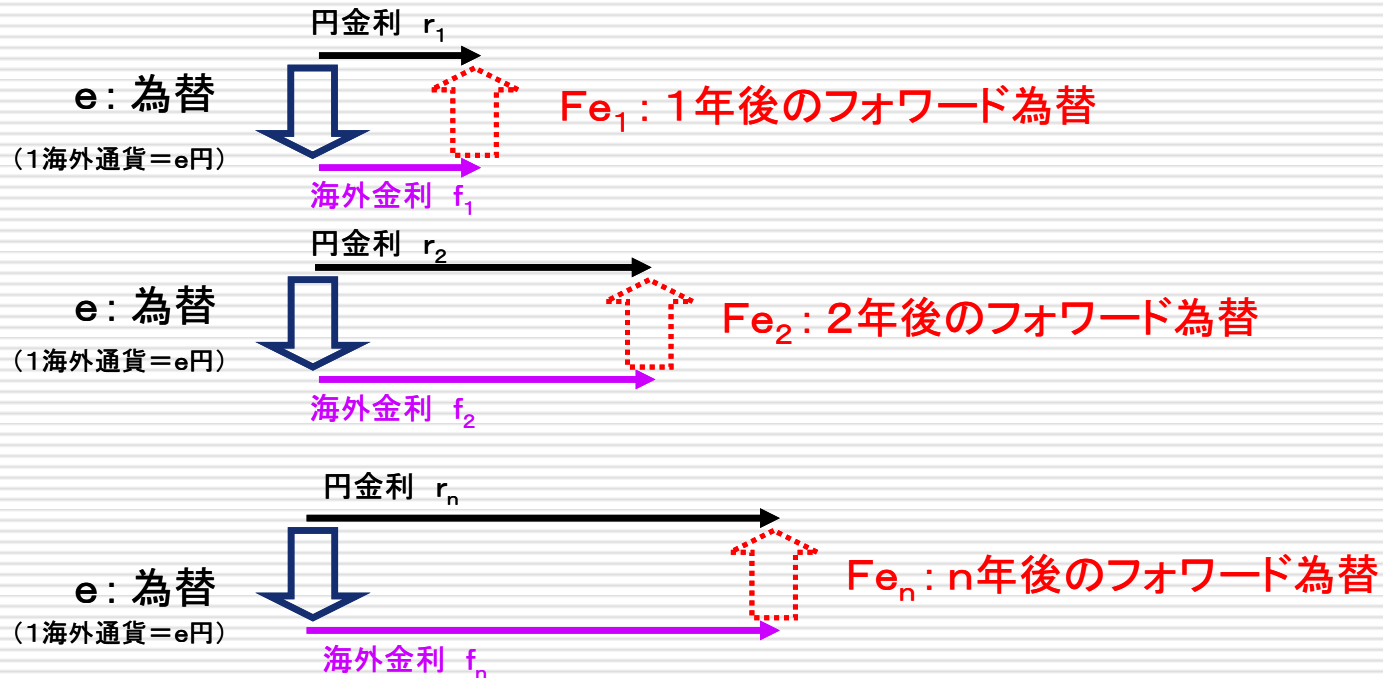 円金利 r₁
e: 為替
Fe₁: 1年後のフォワード為替
(1海外通貨=e円)
海外金利 f₁
円金利 r₂
e: 為替
Fe₂: 2年後のフォワード為替
(1海外通貨=e円)
海外金利 f₂
円金利 rₙ
e: 為替
Feₙ: n年後のフォワード為替
(1海外通貨=e円)
海外金利 fₙ